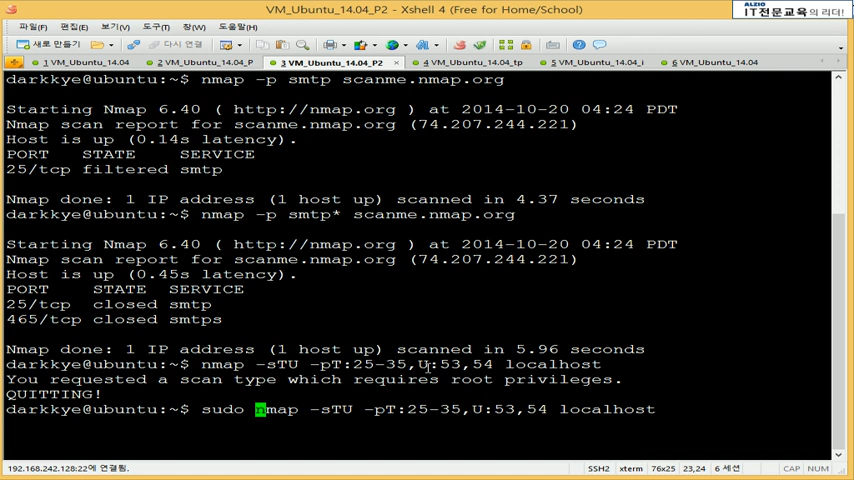 VM_Ubuntu_14.04_P2 - Xshell 4 (Free for Home/School)
ALZIO
IT전문교육의 리더!
파일(F) 편집(E) 보기(V) 도구(T) 창(W) 도움말(H)
새로 만들기 다시 연결
1 VM_Ubuntu_14.04 2 VM_Ubuntu_14.04_P 3 VM_Ubuntu_14.04_P2 × 4 VM_Ubuntu_14.04_tp 5 VM_Ubuntu_14.04_i 6 VM_Ubuntu_14.04
darkkye@ubuntu:~$ nmap -p smtp scanme.nmap.org
Starting Nmap 6.40 ( http://nmap.org ) at 2014-10-20 04:24 PDT
Nmap scan report for scanme.nmap.org (74.207.244.221)
Host is up (0.14s latency).
PORT STATE SERVICE
25/tcp filtered smtp
Nmap done: 1 IP address (1 host up) scanned in 4.37 seconds
darkkye@ubuntu:~$ nmap -p smtp* scanme.nmap.org
Starting Nmap 6.40 ( http://nmap.org ) at 2014-10-20 04:24 PDT
Nmap scan report for scanme.nmap.org (74.207.244.221)
Host is up (0.45s latency).
PORT STATE SERVICE
25/tcp closed smtp
465/tcp closed smtps
Nmap done: 1 IP address (1 host up) scanned in 5.96 seconds
darkkye@ubuntu:~$ nmap -sTU -pT:25-35,U:53,54 localhost
You requested a scan type which requires root privileges.
QUITTING!
darkkye@ubuntu:~$ sudo nmap -sTU -pT:25-35,U:53,54 localhost
192.168.242.128:22에 연결됨. SSH2 xterm 76x25 23,24 6 세션 CAP NUM